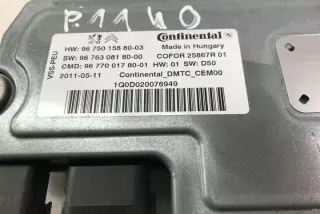 P.1140
Continental
HW: 96 750 158 80-03 Made in Hungary
SW: 96 763 081 80-00 COFOR 25867R 01
CMD: 96 770 017 80-01 HW: 01 SW: D50
2011-05-11 Continental_DMTC_CEM00
1Q0D020076949
VSS-PEU